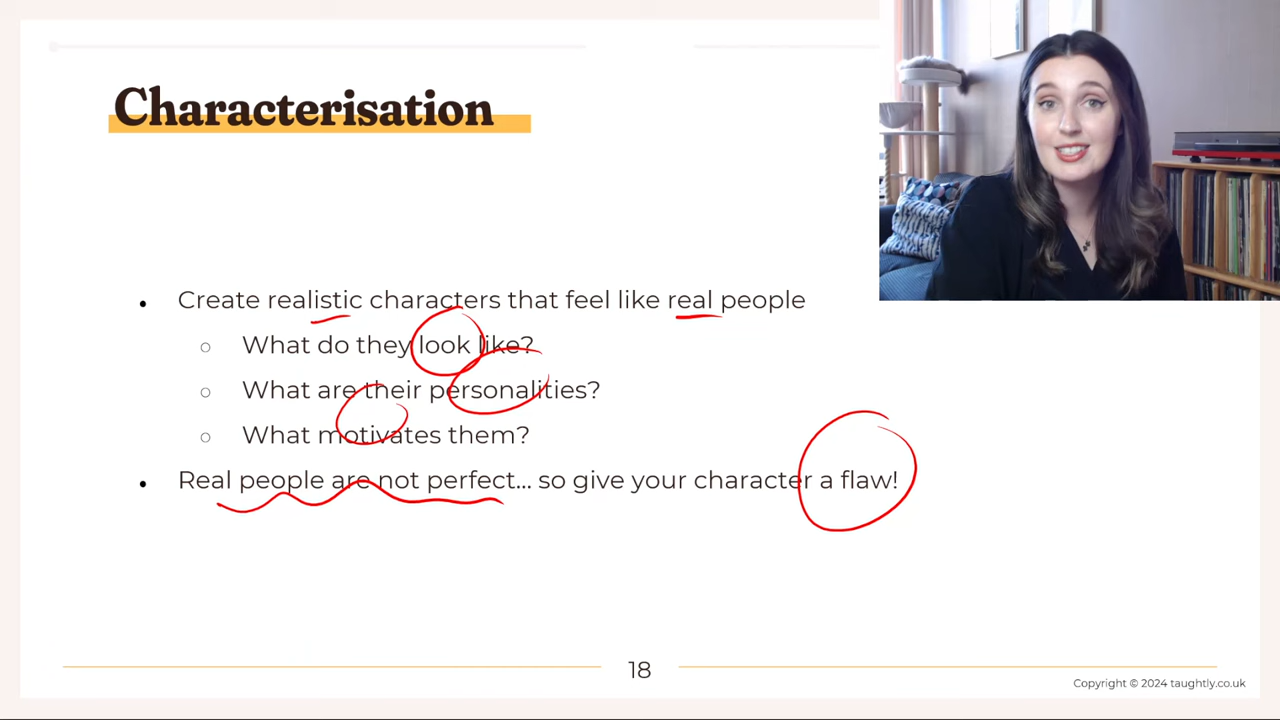 Characterisation
• Create realistic characters that feel like real people
○ What do they look like?
○ What are their personalities?
○ What motivates them?
• Real people are not perfect... so give your character a flaw!
18
Copyright © 2024 taughtly.co.uk